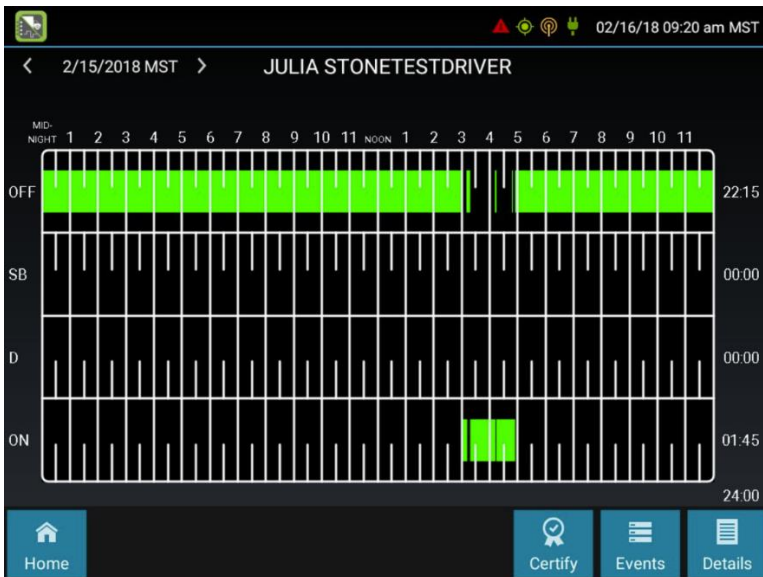 02/16/18 09:20 am MST
2/15/2018 MST JULIA STONETESTDRIVER
MID-
NIGHT 1 2 3 4 5 6 7 8 9 10 11 NOON 1 2 3 4 5 6 7 8 9 10 11
OFF 22:15
SB 00:00
D 00:00
ON 01:45
24:00
Home Certify Events Details